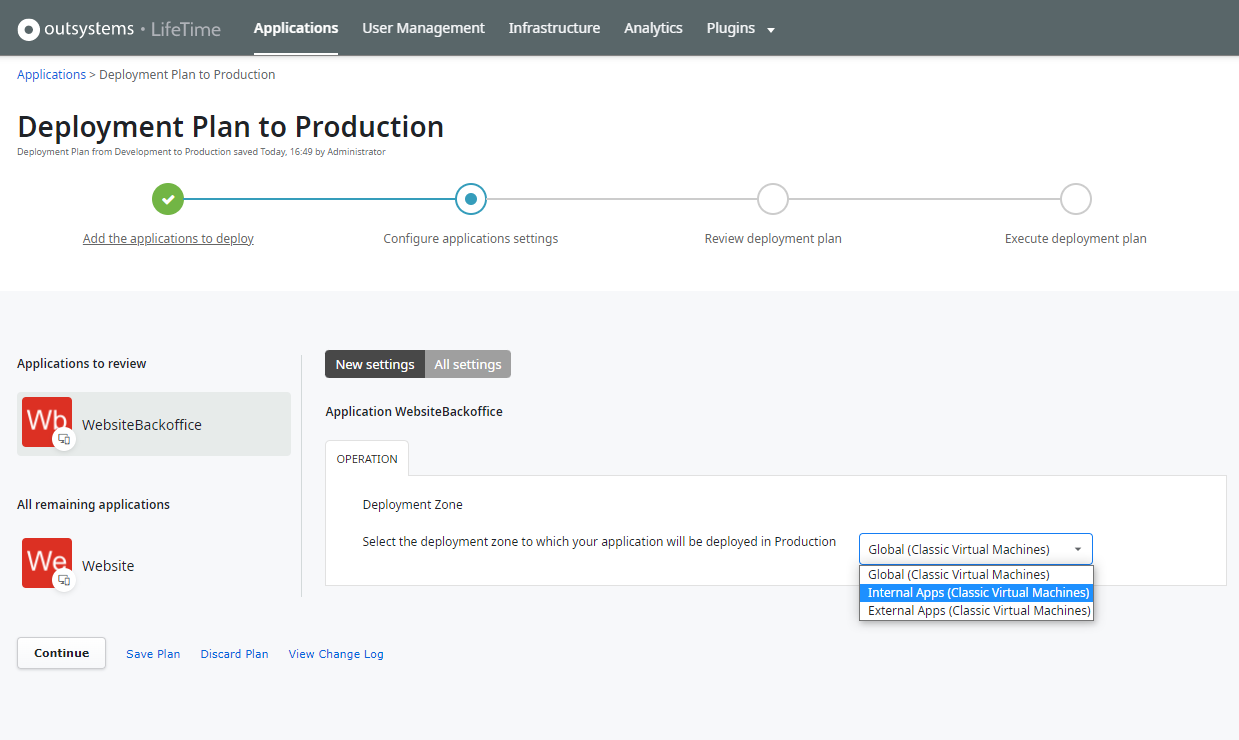 outsystems • LifeTime Applications User Management Infrastructure Analytics Plugins
Applications > Deployment Plan to Production
Deployment Plan to Production
Deployment Plan from Development to Production saved Today, 16:49 by Administrator
Add the applications to deploy Configure applications settings Review deployment plan Execute deployment plan
Applications to review
Wb WebsiteBackoffice
All remaining applications
We Website
New settings All settings
Application WebsiteBackoffice
OPERATION
Deployment Zone
Select the deployment zone to which your application will be deployed in Production Global (Classic Virtual Machines)
Global (Classic Virtual Machines)
Internal Apps (Classic Virtual Machines)
External Apps (Classic Virtual Machines)
Continue Save Plan Discard Plan View Change Log